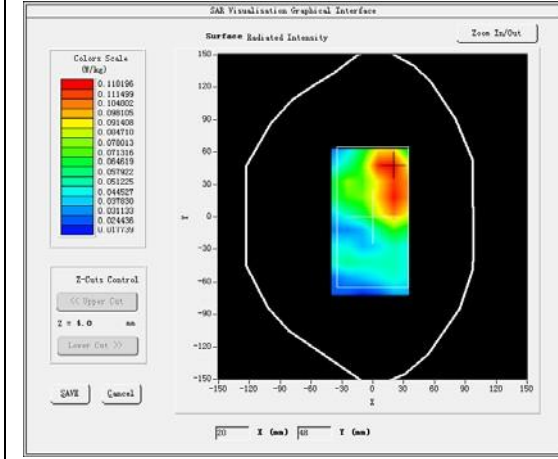 SAR Visualisation Graphical Interface
Surface Radiated Intensity
Zoom In/Out
Colors Scale
(W/kg)
0.118196
0.111499
0.104802
0.098105
0.091408
0.084710
0.078013
0.071316
0.064619
0.057922
0.051225
0.044527
0.037830
0.031133
0.024436
0.017739
150
120
90
60
30
0
-30
-60
-90
-120
-150
Y
-150 -120 -90 -60 -30 0 30 60 90 120 150
X
Z-Cuts Control
<< Upper Cut
Z = 4.0 mm
Lower Cut >>
SAVE Cancel
20 X (mm) 48 Y (mm)